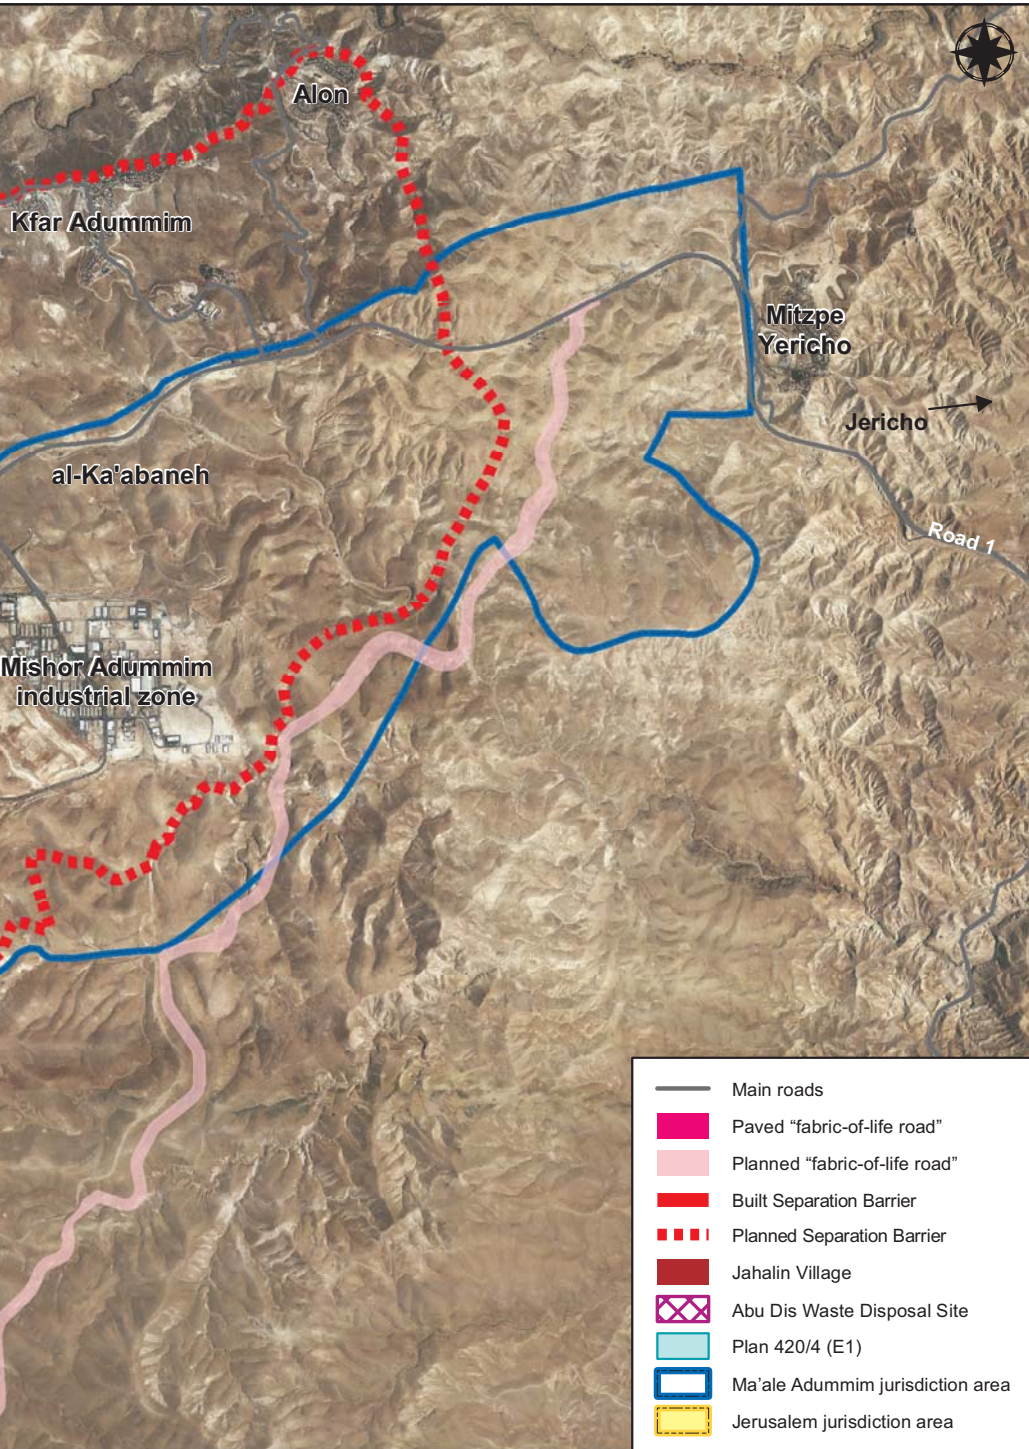 Alon
Kfar Adummim
Mitzpe
Yericho
Jericho
al-Ka'abaneh
Road 1
Mishor Adummim
industrial zone
Main roads
Paved “fabric-of-life road”
Planned “fabric-of-life road”
Built Separation Barrier
Planned Separation Barrier
Jahalin Village
Abu Dis Waste Disposal Site
Plan 420/4 (E1)
Ma’ale Adummim jurisdiction area
Jerusalem jurisdiction area